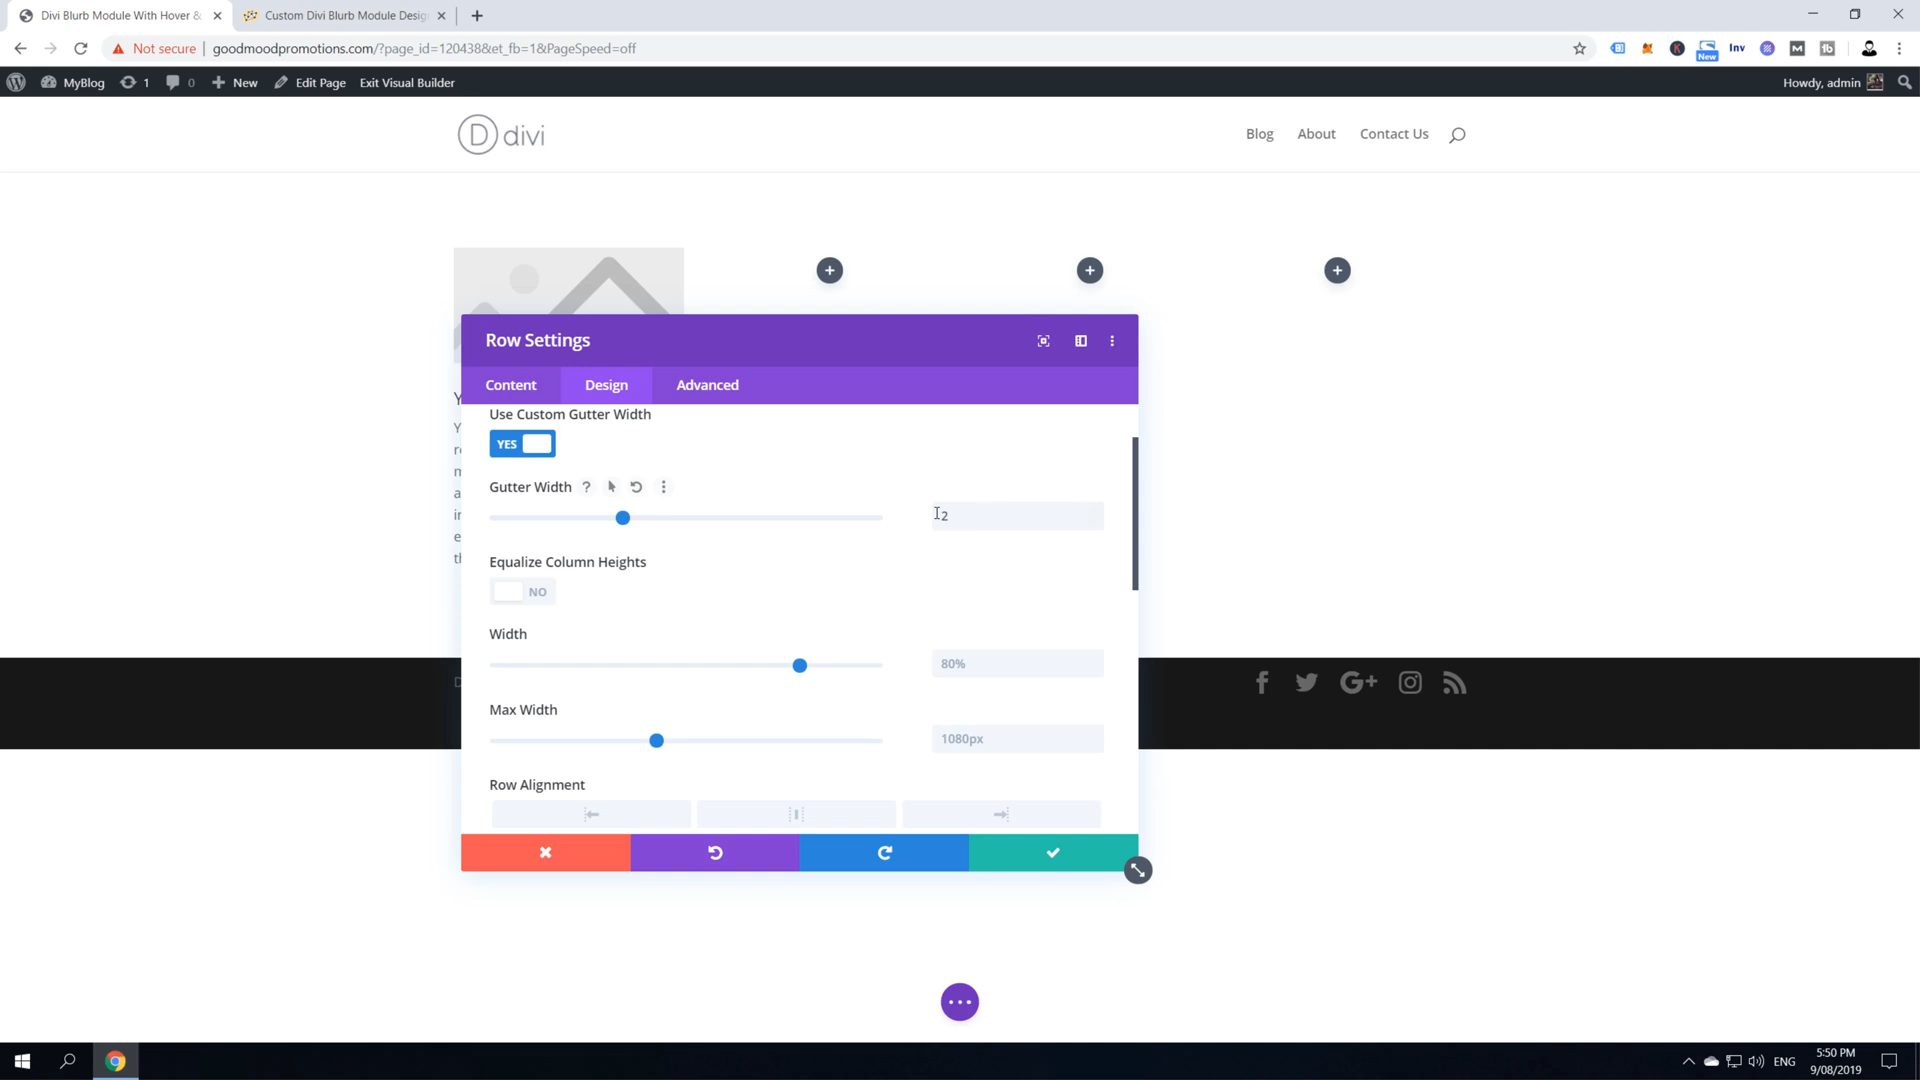 Divi Blurb Module With Hover &
Custom Divi Blurb Module Desig
Not secure
goodmoodpromotions.com/?page_id=120438&et_fb=1&PageSpeed=off
Inv
New
MyBlog
1
0
New
Edit Page
Exit Visual Builder
Howdy, admin
D divi
Blog
About
Contact Us
Row Settings
Content
Design
Advanced
Use Custom Gutter Width
YES
Gutter Width
?
2
Equalize Column Heights
NO
Width
80%
Max Width
1080px
Row Alignment
ENG
5:50 PM
9/08/2019